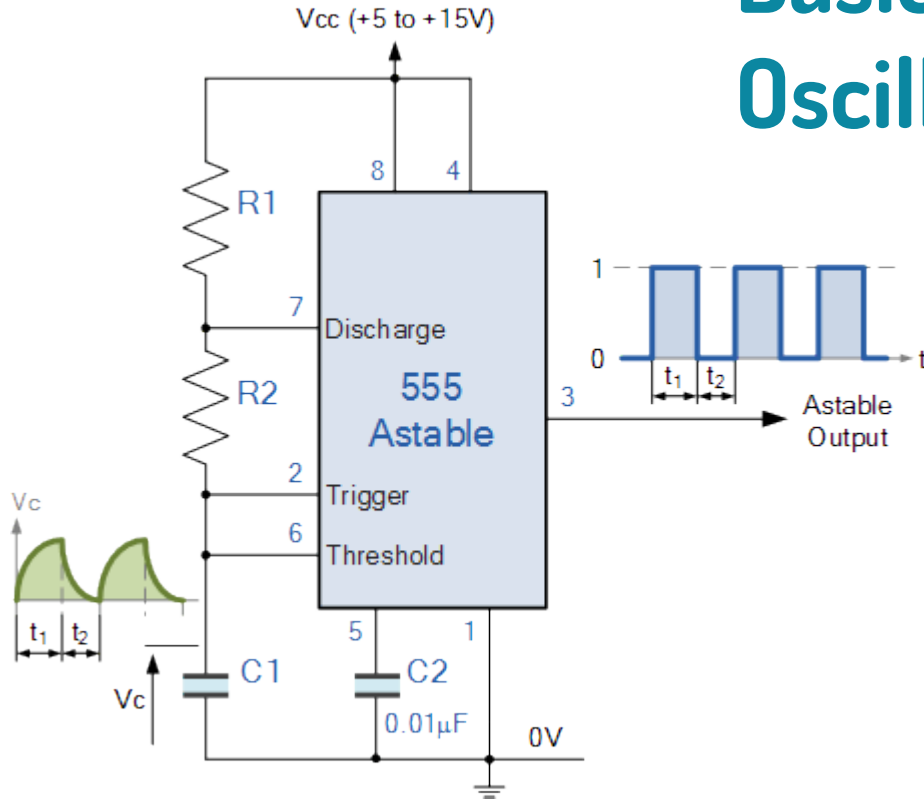 Basic
Oscill
Vcc (+5 to +15V)
8 4
R1
7
Discharge
1
0
t₁ t₂
t
R2
555
Astable
3
Astable
Output
2
Trigger
Vc
6
Threshold
t₁ t₂
5 1
Vc
C1
C2
0.01µF
0V